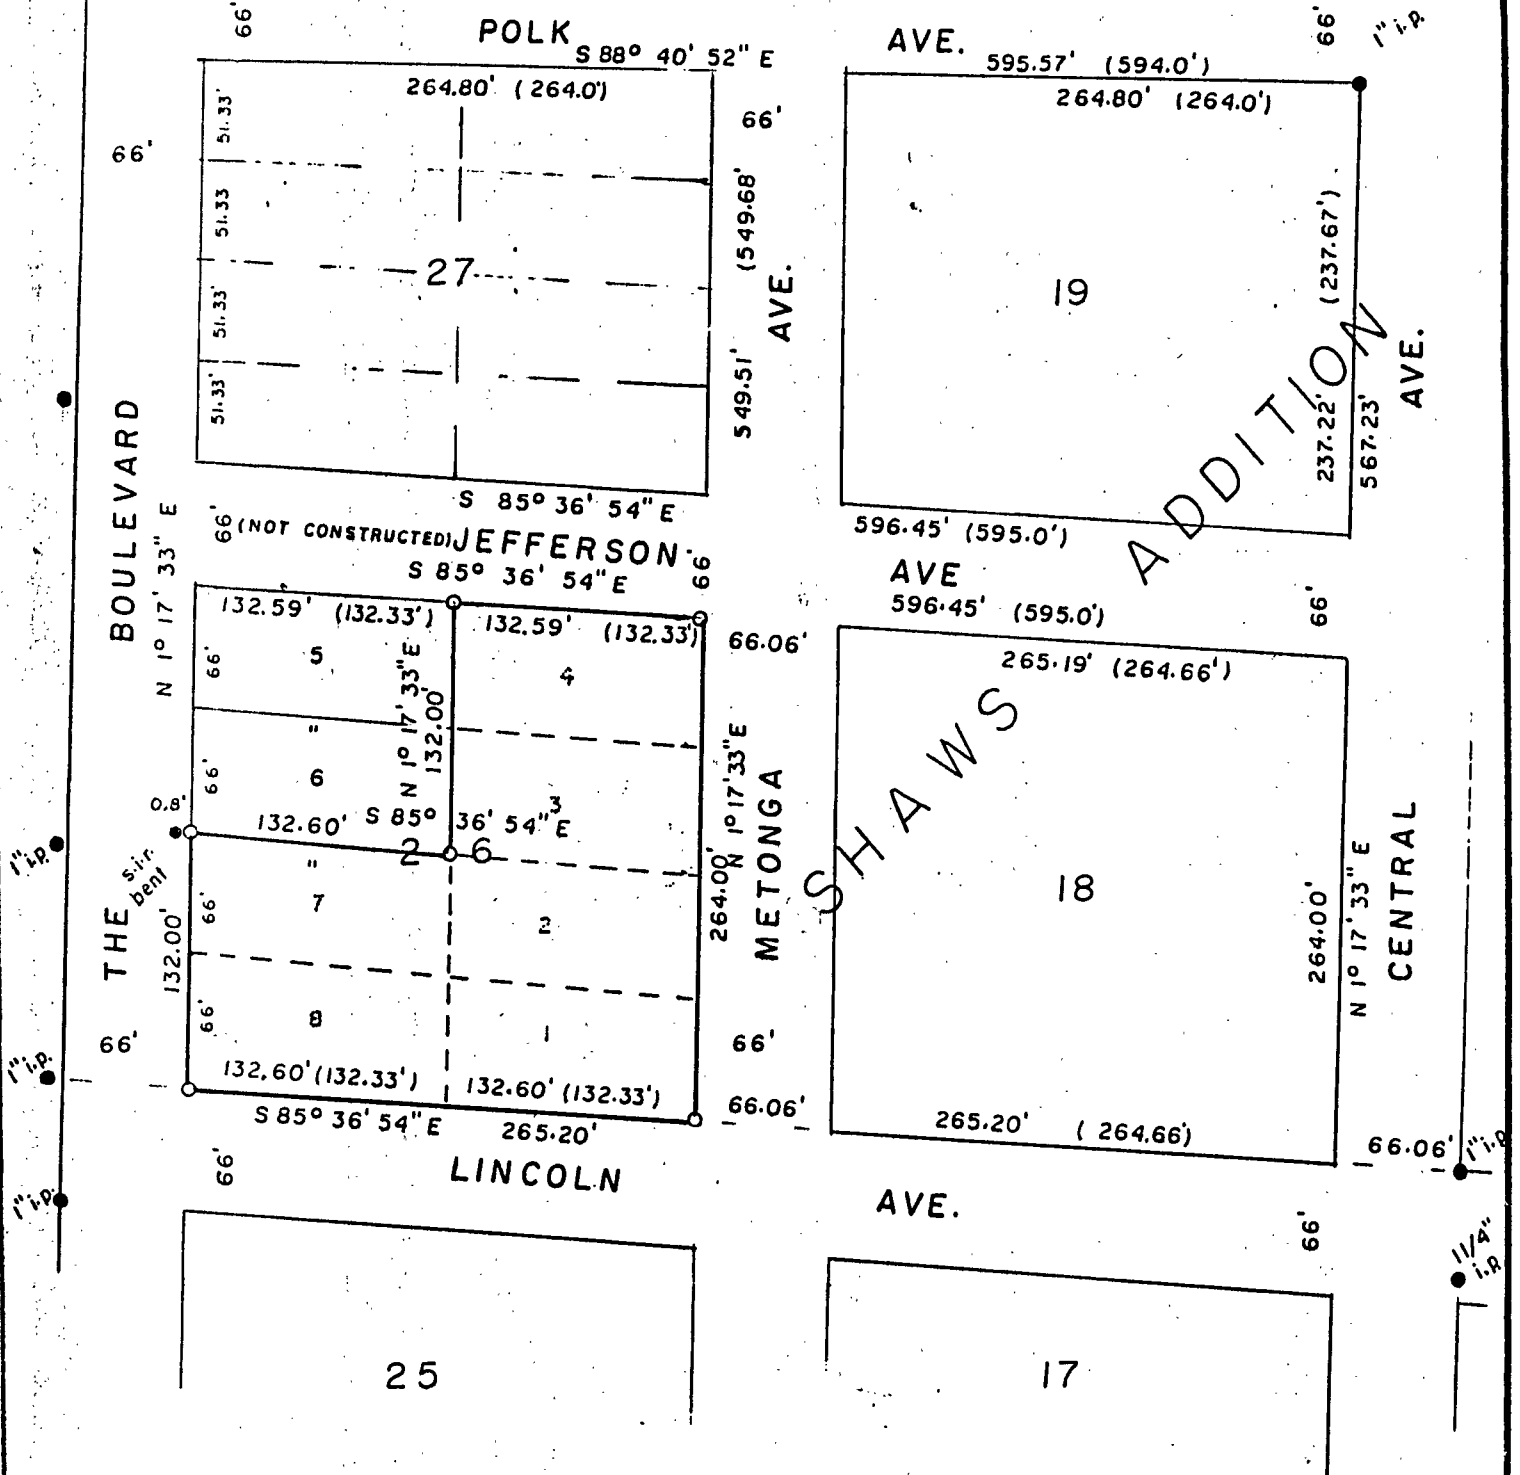 66'
POLK
AVE.
66'
1" i.p.
S 88° 40' 52" E
595.57' (594.0')
264.80' (264.0')
264.80' (264.0')
51.33'
66'
66'
51.33
(549.68'
(237.67')
27
19
51.33'
AVE.
549.51'
ADDITION
AVE.
51.33'
237.22'
567.23'
BOULEVARD
N 1° 17' 33" E
S 85° 36' 54" E
66'
(NOT CONSTRUCTED)
JEFFERSON
66
596.45' (595.0')
AVE
S 85° 36' 54" E
596.45' (595.0')
66'
132.59' (132.33')
132.59' (132.33')
66.06'
265.19' (264.66')
66'
5
N 1° 17' 33" E
132.00'
4
SHAWS
"
66'
6
3
N 1° 17' 33" E
METONGA
0.8'
132.60'
S 85° 36' 54" E
26
1" i.p.
s.i.r.
bent
"
7
66'
2
264.00'
18
264.00'
N 1° 17' 33" E
CENTRAL
THE
132.00'
66'
66'
8
1
66'
1" i.p.
132.60' (132.33')
132.60' (132.33')
66.06'
S 85° 36' 54" E
265.20'
265.20' (264.66')
66.06'
1" i.p.
66'
LINCOLN
AVE.
1" i.p.
66'
1 1/4"
i.p.
25
17